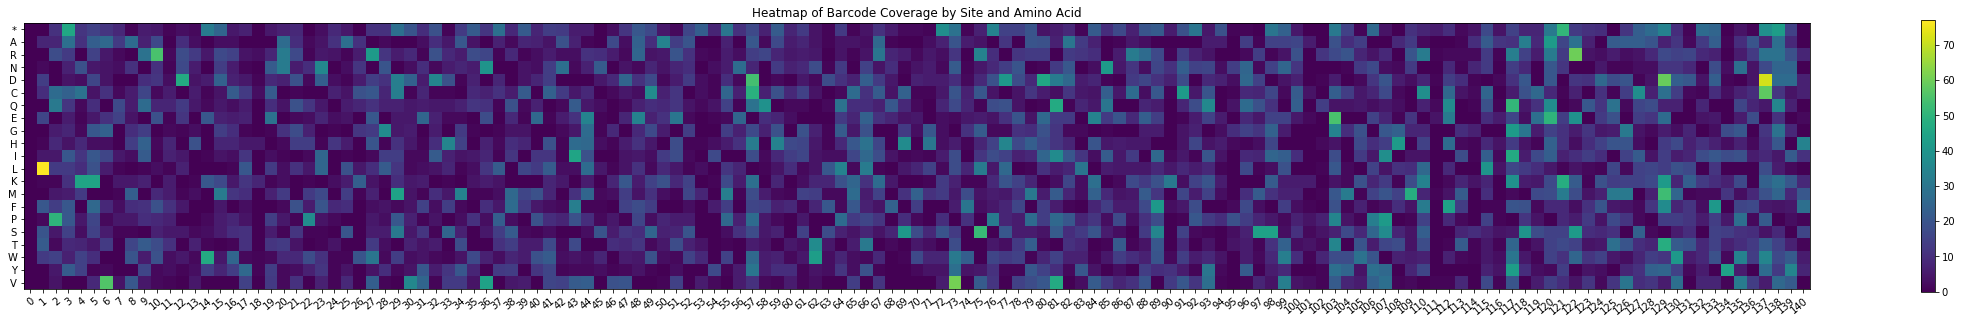 Heatmap of Barcode Coverage by Site and Amino Acid
*
A
R
N
D
C
Q
E
G
H
I
L
K
M
F
P
S
T
W
Y
V
0 1 2 3 4 5 6 7 8 9 10 11 12 13 14 15 16 17 18 19 20 21 22 23 24 25 26 27 28 29 30 31 32 33 34 35 36 37 38 39 40 41 42 43 44 45 46 47 48 49 50 51 52 53 54 55 56 57 58 59 60 61 62 63 64 65 66 67 68 69 70 71 72 73 74 75 76 77 78 79 80 81 82 83 84 85 86 87 88 89 90 91 92 93 94 95 96 97 98 99 100 101 102 103 104 105 106 107 108 109 110 111 112 113 114 115 116 117 118 119 120 121 122 123 124 125 126 127 128 129 130 131 132 133 134 135 136 137 138 139 140
70
60
50
40
30
20
10
0